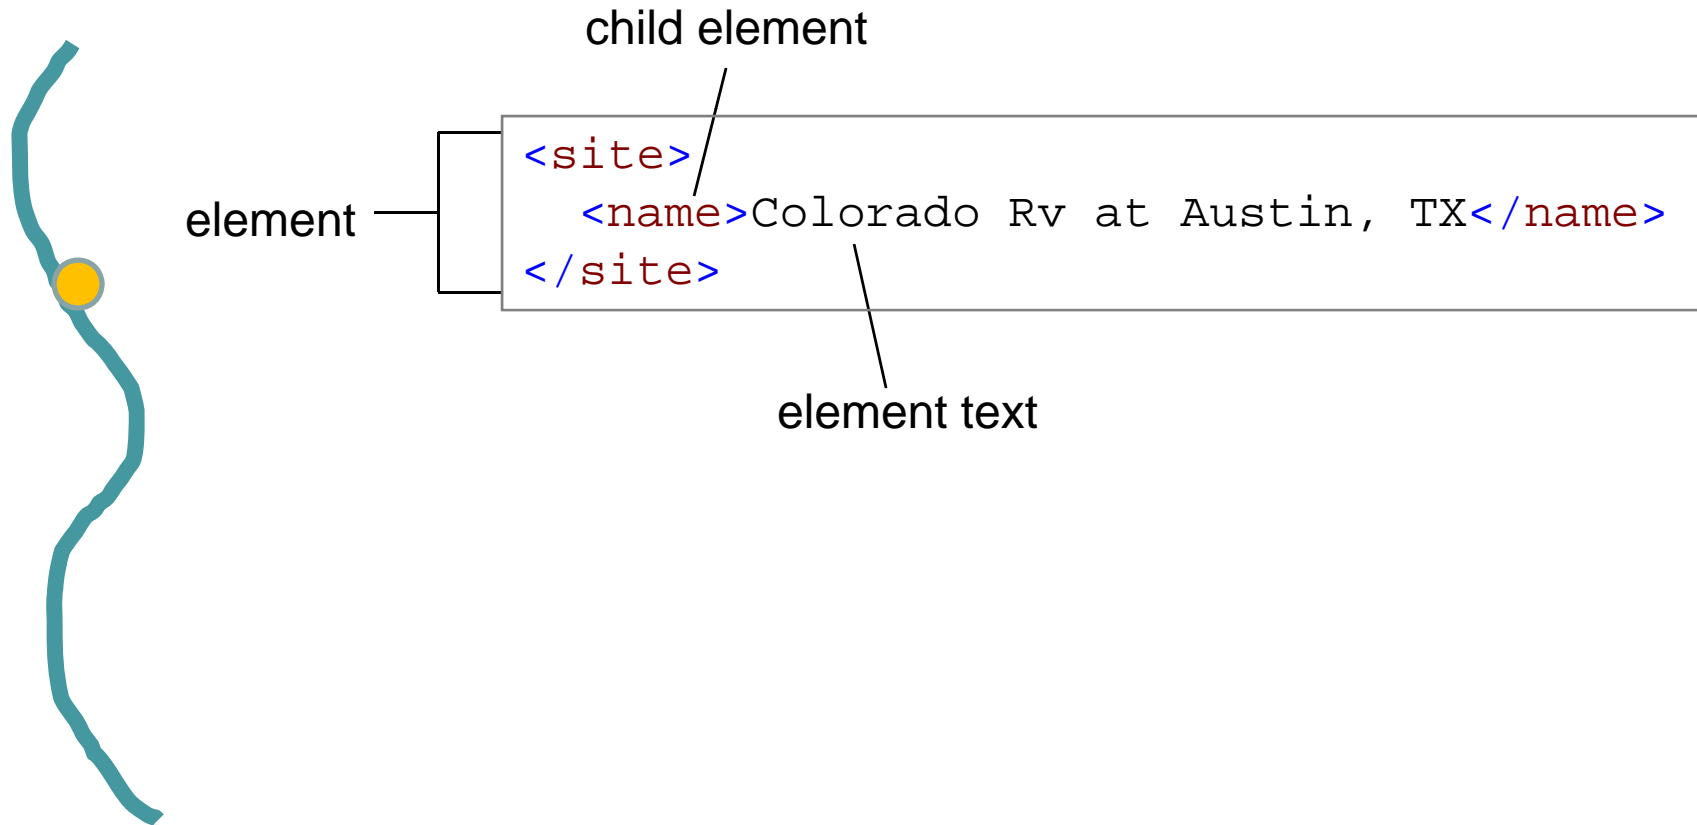 child element
<site>
<name>Colorado Rv at Austin, TX</name>
element
</site>
element text